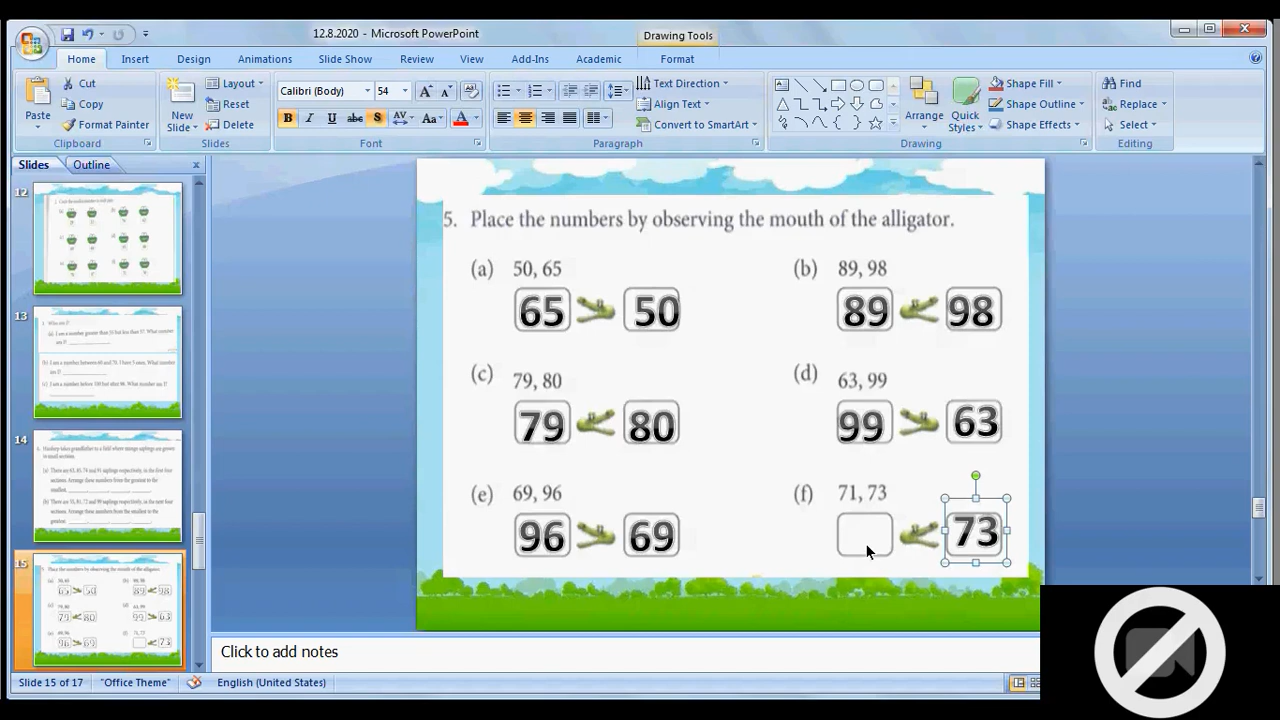 12.8.2020 - Microsoft PowerPoint
Drawing Tools
Home Insert Design Animations Slide Show Review View Add-Ins Academic Format
Paste
Cut
Copy
Format Painter
Clipboard
New Slide
Layout
Reset
Delete
Slides
Calibri (Body) 54
B I U abc S AV Aa A
Font
Text Direction
Align Text
Convert to SmartArt
Paragraph
Arrange
Quick Styles
Shape Fill
Shape Outline
Shape Effects
Drawing
Find
Replace
Select
Editing
Slides Outline
12
13
14
15
5. Place the numbers by observing the mouth of the alligator.
(a) 50, 65
65 50
(b) 89, 98
89 98
(c) 79, 80
79 80
(d) 63, 99
99 63
(e) 69, 96
96 69
(f) 71, 73
73
Click to add notes
Slide 15 of 17 "Office Theme" English (United States)